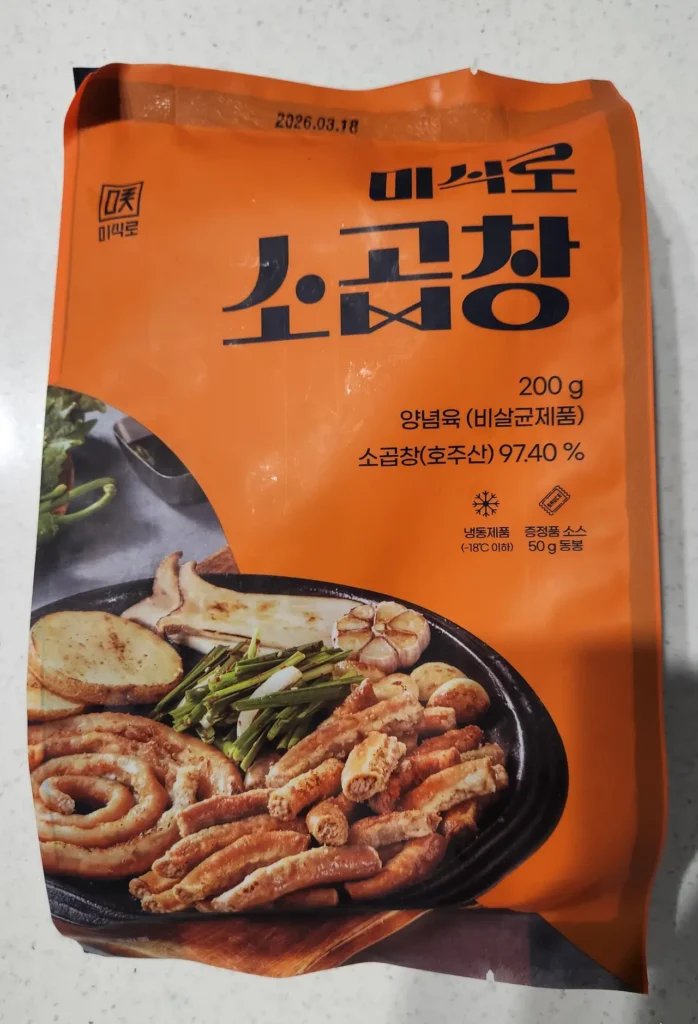 2026.03.18
미식로
미식로
소곱창
200 g
양념육 (비살균제품)
소곱창(호주산) 97.40 %
냉동제품
(-18℃ 이하)
SAUCE
증정품 소스
50 g 동봉